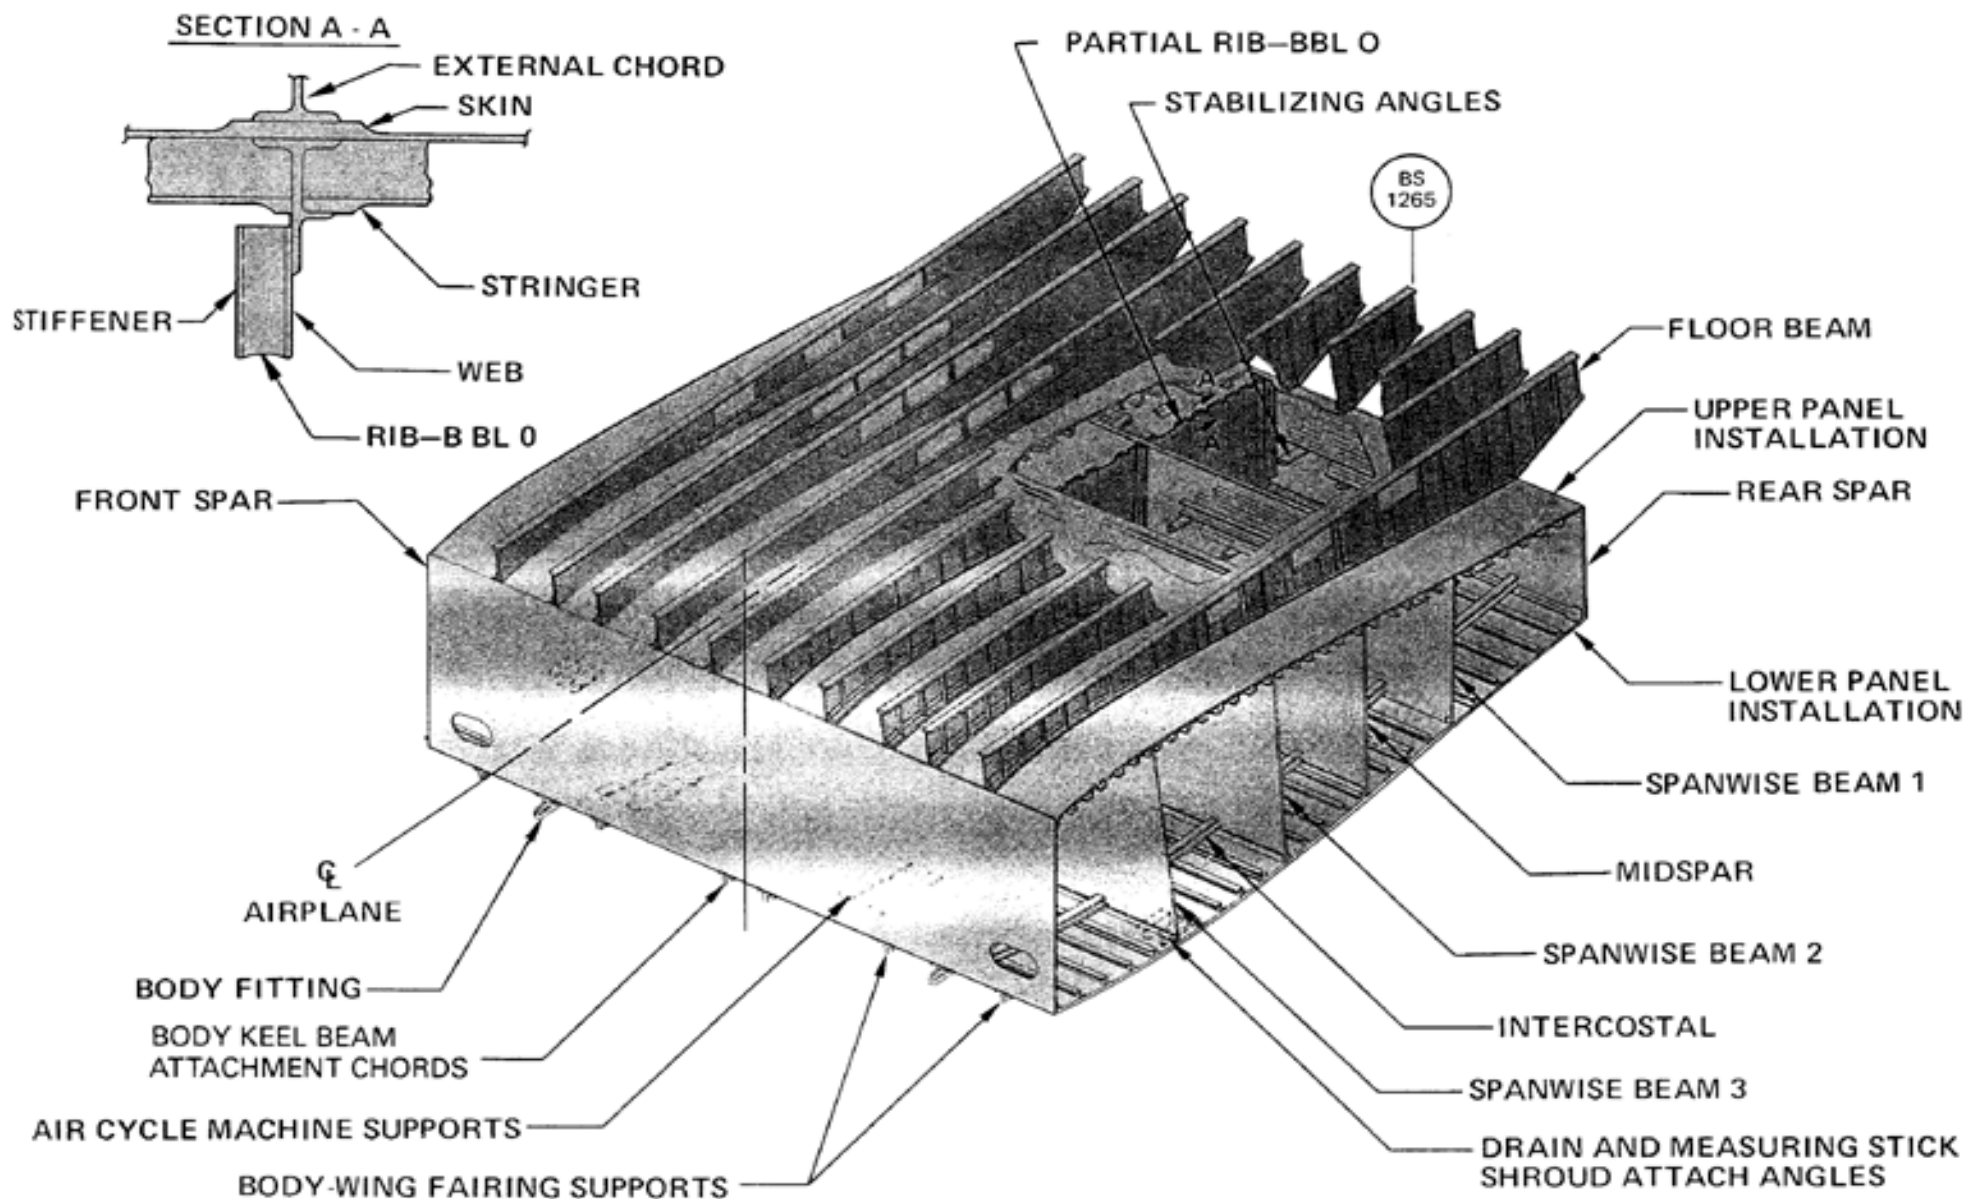 SECTION A - A
EXTERNAL CHORD
SKIN
STRINGER
STIFFENER
WEB
RIB–B BL 0
PARTIAL RIB–BBL O
STABILIZING ANGLES
BS
1265
FLOOR BEAM
UPPER PANEL
INSTALLATION
REAR SPAR
FRONT SPAR
A
A
LOWER PANEL
INSTALLATION
SPANWISE BEAM 1
MIDSPAR
SPANWISE BEAM 2
INTERCOSTAL
SPANWISE BEAM 3
DRAIN AND MEASURING STICK
SHROUD ATTACH ANGLES
℄
AIRPLANE
BODY FITTING
BODY KEEL BEAM
ATTACHMENT CHORDS
AIR CYCLE MACHINE SUPPORTS
BODY-WING FAIRING SUPPORTS